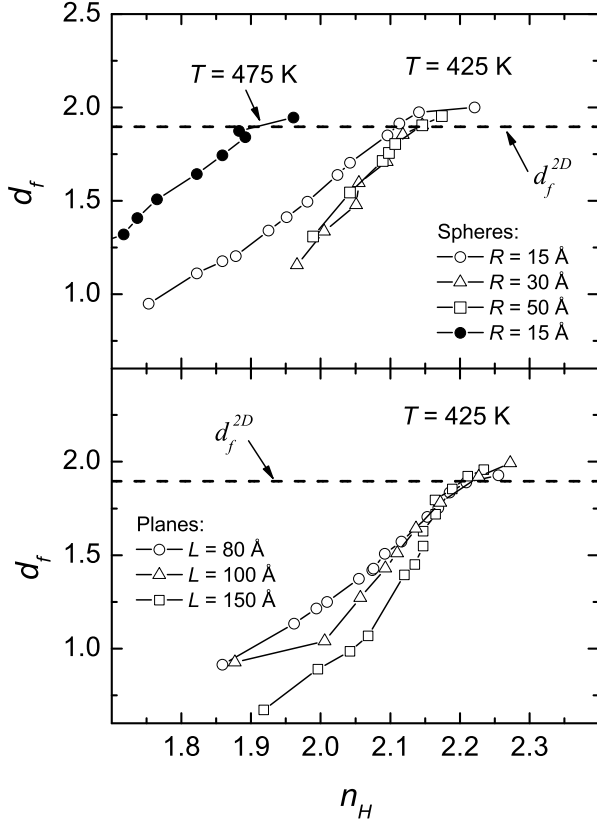 2.5
T = 475 K
T = 425 K
2.0
d_f^{2D}
d_f
1.5
Spheres:
R = 15 Å
R = 30 Å
1.0
R = 50 Å
R = 15 Å
T = 425 K
d_f^{2D}
2.0
Planes:
d_f
L = 80 Å
1.5
L = 100 Å
L = 150 Å
1.0
1.8 1.9 2.0 2.1 2.2 2.3
n_H